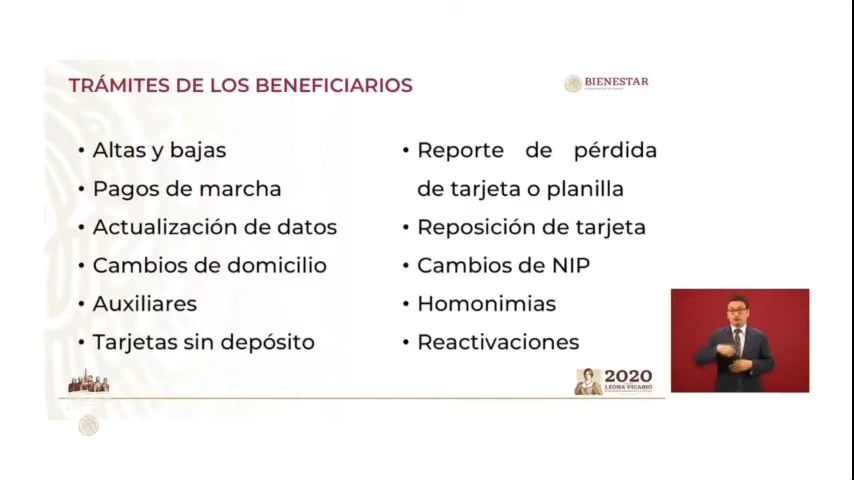 TRÁMITES DE LOS BENEFICIARIOS
BIENESTAR
• Altas y bajas
• Pagos de marcha
• Actualización de datos
• Cambios de domicilio
• Auxiliares
• Tarjetas sin depósito
• Reporte de pérdida
de tarjeta o planilla
• Reposición de tarjeta
• Cambios de NIP
• Homonimias
• Reactivaciones
2020
LEONA VICARIO